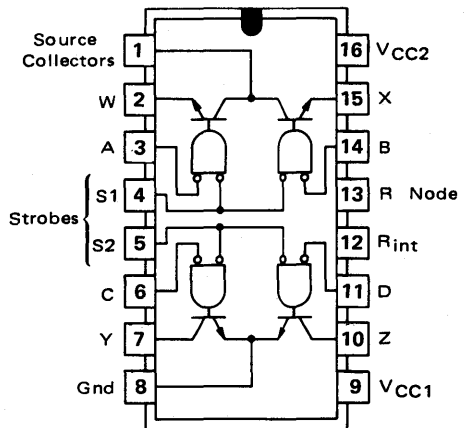 Source
Collectors 1 16 VCC2
W 2 15 X
A 3 14 B
S1 4 13 R Node
Strobes
S2 5 12 Rint
C 6 11 D
Y 7 10 Z
Gnd 8 9 VCC1